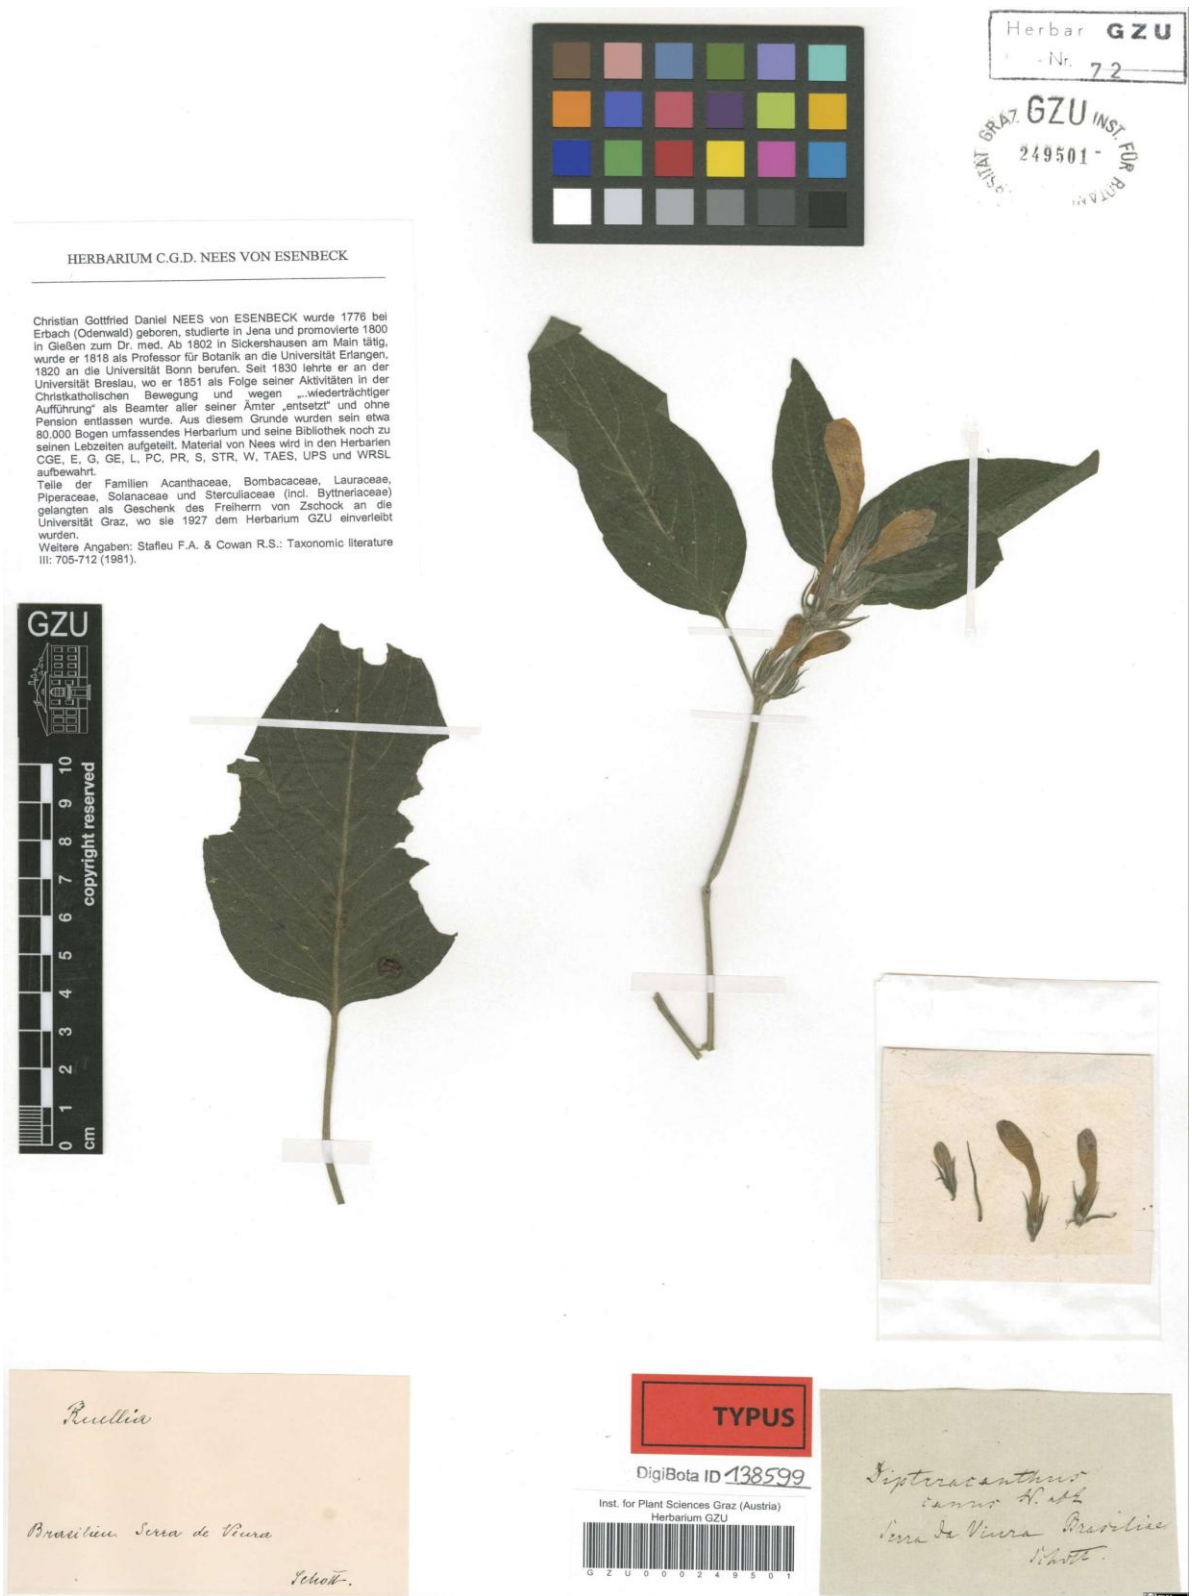 Herbar GZU
- Nr. 72
GZU
INST. FÜR BOTANI
SITÄT GRAZ
249501-
HERBARIUM C.G.D. NEES VON ESENBECK
Christian Gottfried Daniel NEES von ESENBECK wurde 1776 bei
Erbach (Odenwald) geboren, studierte in Jena und promovierte 1800
in Gießen zum Dr. med. Ab 1802 in Sickershausen am Main tätig,
wurde er 1818 als Professor für Botanik an die Universität Erlangen,
1820 an die Universität Bonn berufen. Seit 1830 lehrte er an der
Universität Breslau, wo er 1851 als Folge seiner Aktivitäten in der
Christkatholischen Bewegung und wegen „...wiederträchtiger
Aufführung" als Beamter aller seiner Ämter „entsetzt" und ohne
Pension entlassen wurde. Aus diesem Grunde wurden sein etwa
80.000 Bogen umfassendes Herbarium und seine Bibliothek noch zu
seinen Lebzeiten aufgeteilt. Material von Nees wird in den Herbarien
CGE, E, G, GE, L, PC, PR, S, STR, W, TAES, UPS und WRSL
aufbewahrt.
Teile der Familien Acanthaceae, Bombacaceae, Lauraceae,
Piperaceae, Solanaceae und Sterculiaceae (incl. Byttneriaceae)
gelangten als Geschenk des Freiherrn von Zschock an die
Universität Graz, wo sie 1927 dem Herbarium GZU einverleibt
wurden.
Weitere Angaben: Stafleu F.A. & Cowan R.S.: Taxonomic literature
III: 705-712 (1981).
GZU
10
9
8
7
6
5
4
3
2
1
0
cm
copyright reserved
Ruellia
Brasilien Serra de Viura
Schott.
TYPUS
DigiBota ID 138599
Inst. for Plant Sciences Graz (Austria)
Herbarium GZU
GZU000249501
Dipteracanthus
canus N. ab E
Serra da Viura Brasiliae
Schott.